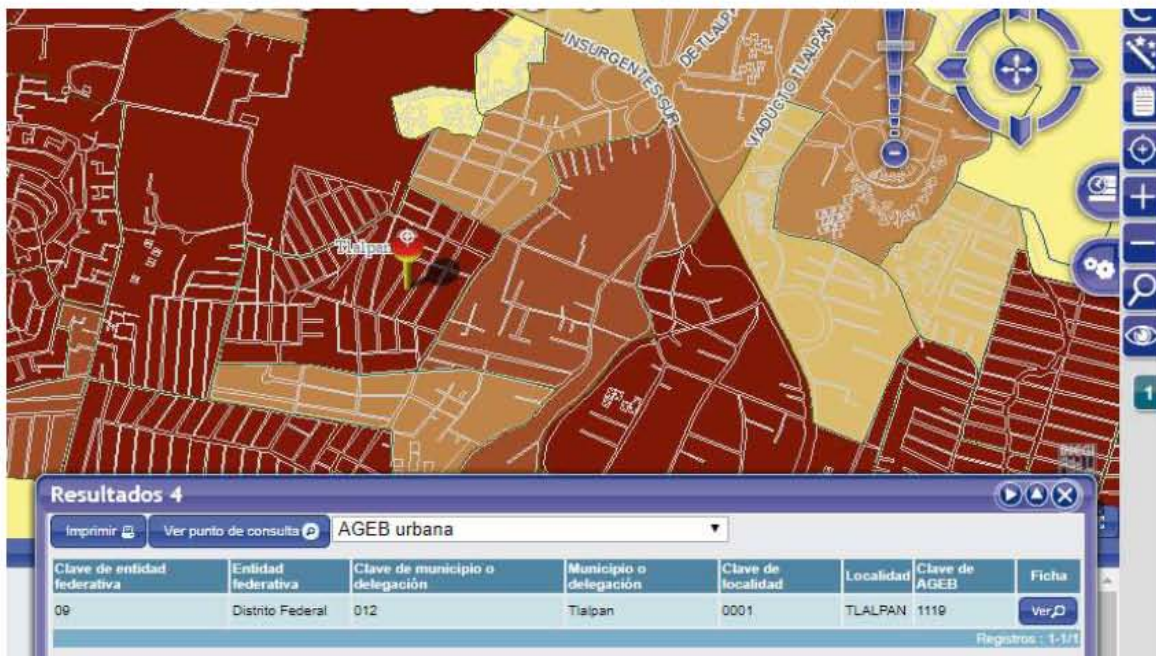 INSURGENTES SUR
DE TLALPAN
VIADUCTO TLALPAN
Tlalpan
1
Resultados 4
Imprimir Ver punto de consulta AGEB urbana
Clave de entidad federativa Entidad federativa Clave de municipio o delegación Municipio o delegación Clave de localidad Localidad Clave de AGEB Ficha
09 Distrito Federal 012 Tlalpan 0001 TLALPAN 1119 Ver
Registros : 1-1/1